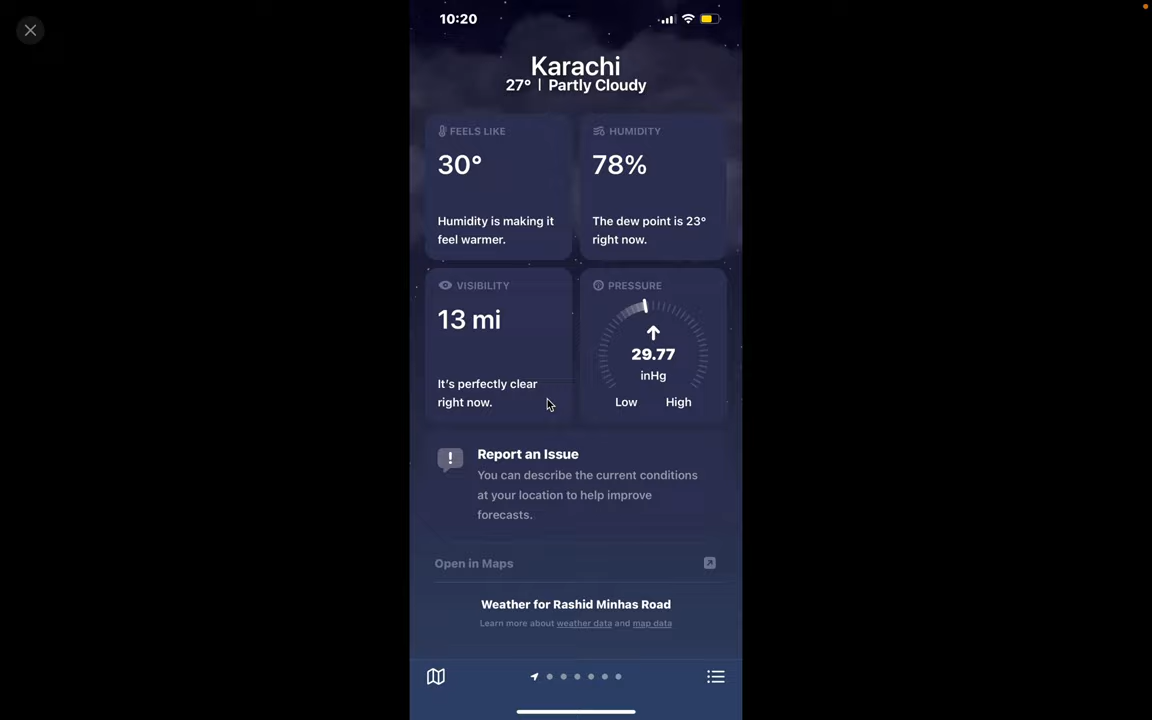 10:20
Karachi
27° | Partly Cloudy
FEELS LIKE
30°
Humidity is making it
feel warmer.
HUMIDITY
78%
The dew point is 23°
right now.
VISIBILITY
13 mi
It's perfectly clear
right now.
PRESSURE
29.77
inHg
Low High
Report an Issue
You can describe the current conditions
at your location to help improve
forecasts.
Open in Maps
Weather for Rashid Minhas Road
Learn more about weather data and map data